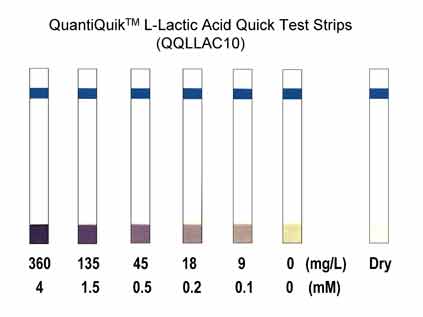 QuantiQuik™ L-Lactic Acid Quick Test Strips
(QQLLAC10)
360 135 45 18 9 0 (mg/L) Dry
4 1.5 0.5 0.2 0.1 0 (mM)